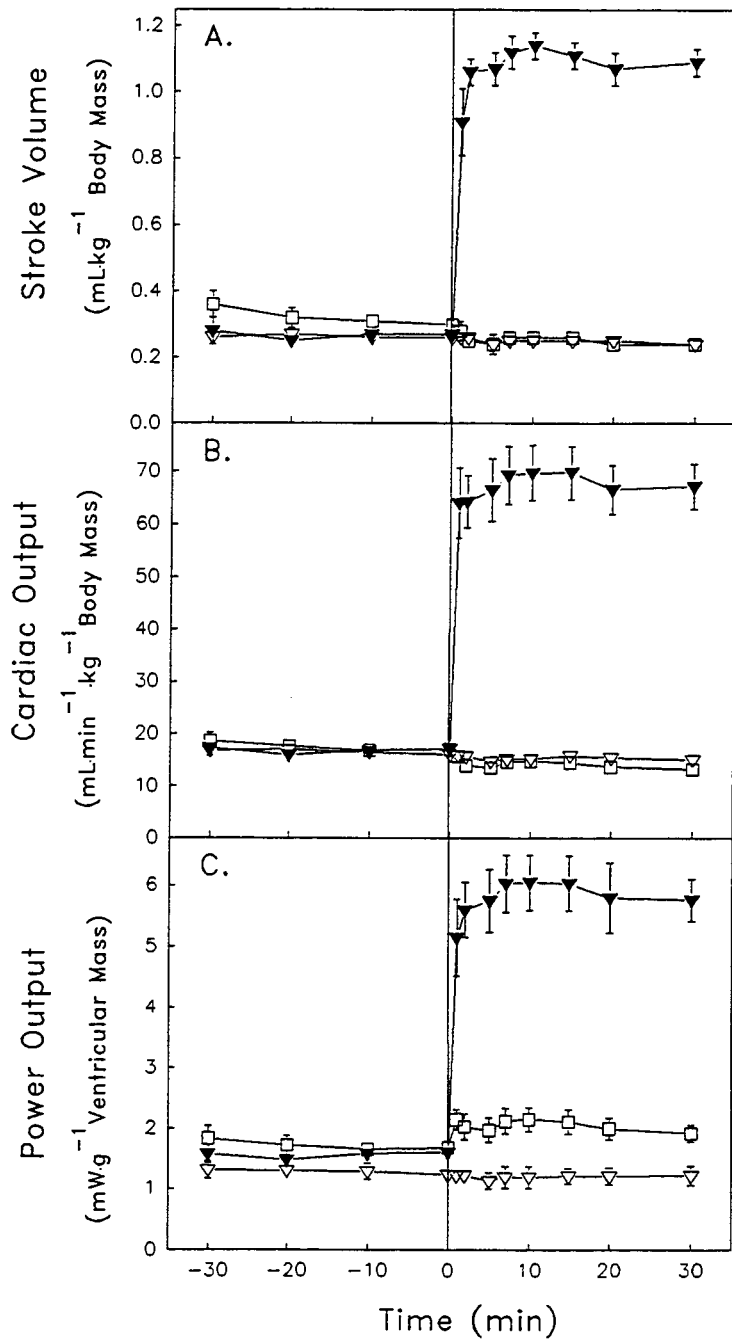 A.
Stroke Volume
(mL·kg⁻¹ Body Mass)
1.2
1.0
0.8
0.6
0.4
0.2
0.0
B.
Cardiac Output
(mL·min⁻¹·kg⁻¹ Body Mass)
70
60
50
40
30
20
10
0
C.
Power Output
(mW·g⁻¹ Ventricular Mass)
6
5
4
3
2
1
0
−30 −20 −10 0 10 20 30
Time (min)